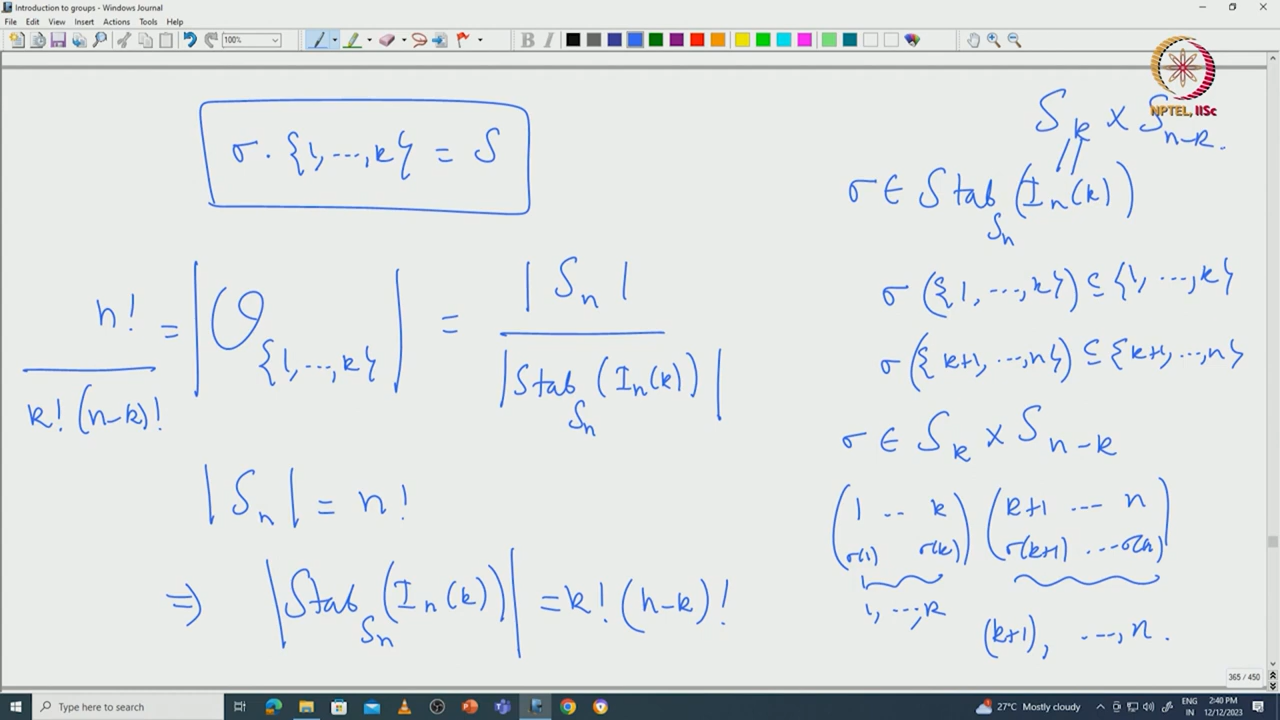 Introduction to groups - Windows Journal
File Edit View Insert Actions Tools Help
100%
B I
NPTEL, IISc
σ · {1, ..., k} = S
n! / k! (n-k)! = |O_{1, ..., k}| = |S_n| / |Stab_{S_n} (I_n(k))|
|S_n| = n!
⇒ |Stab_{S_n} (I_n(k))| = k! (n-k)!
S_k × S_{n-k}.
||
σ ∈ Stab_{S_n} (I_n(k))
σ({1, ..., k}) ⊆ {1, ..., k}
σ({k+1, ..., n}) ⊆ {k+1, ..., n}
σ ∈ S_k × S_{n-k}
(1 .. k) (k+1 ... n)
(σ(1) σ(k)) (σ(k+1) ... σ(n))
1, ..., k
(k+1), ..., n.
365 / 450
Type here to search
27°C Mostly cloudy
ENG
IN
2:40 PM
12/12/2023